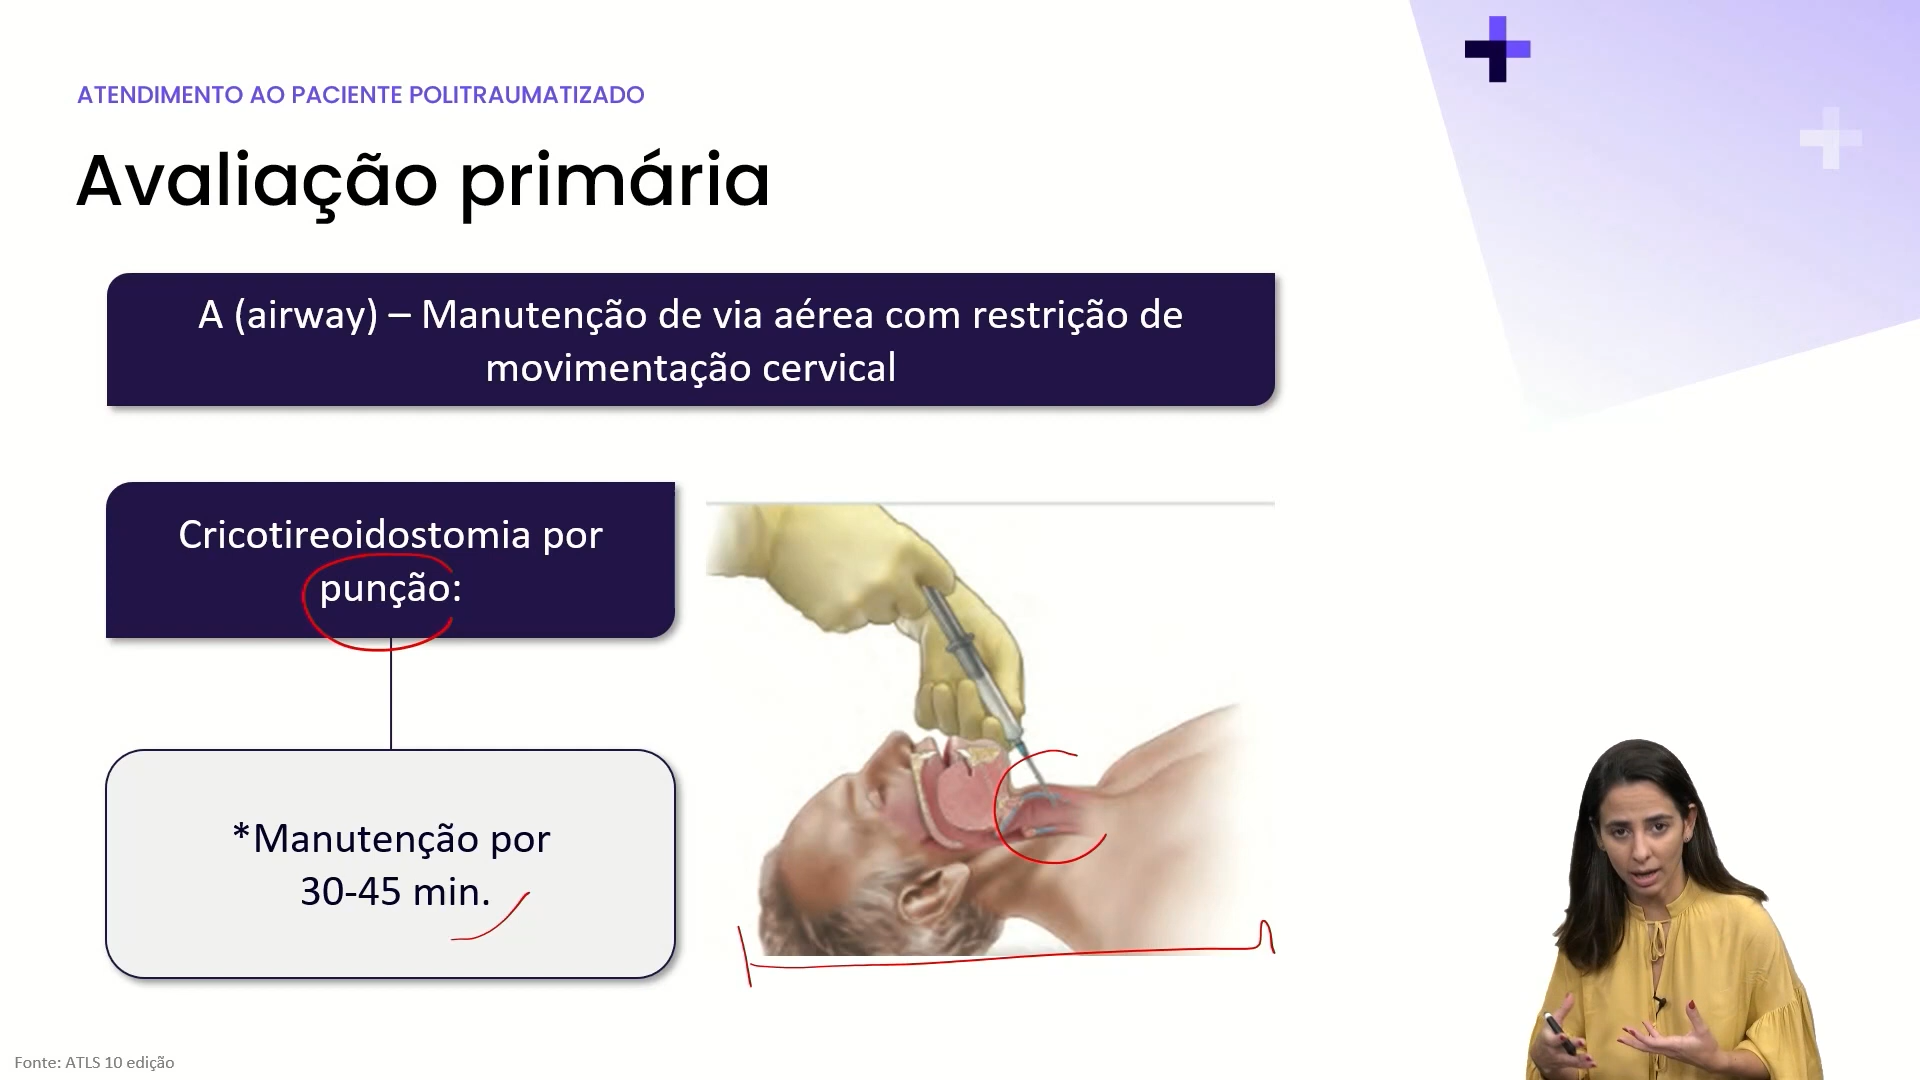 ATENDIMENTO AO PACIENTE POLITRAUMATIZADO
Avaliação primária
A (airway) – Manutenção de via aérea com restrição de
movimentação cervical
Cricotireoidostomia por
punção:
*Manutenção por
30-45 min.
Fonte: ATLS 10 edição